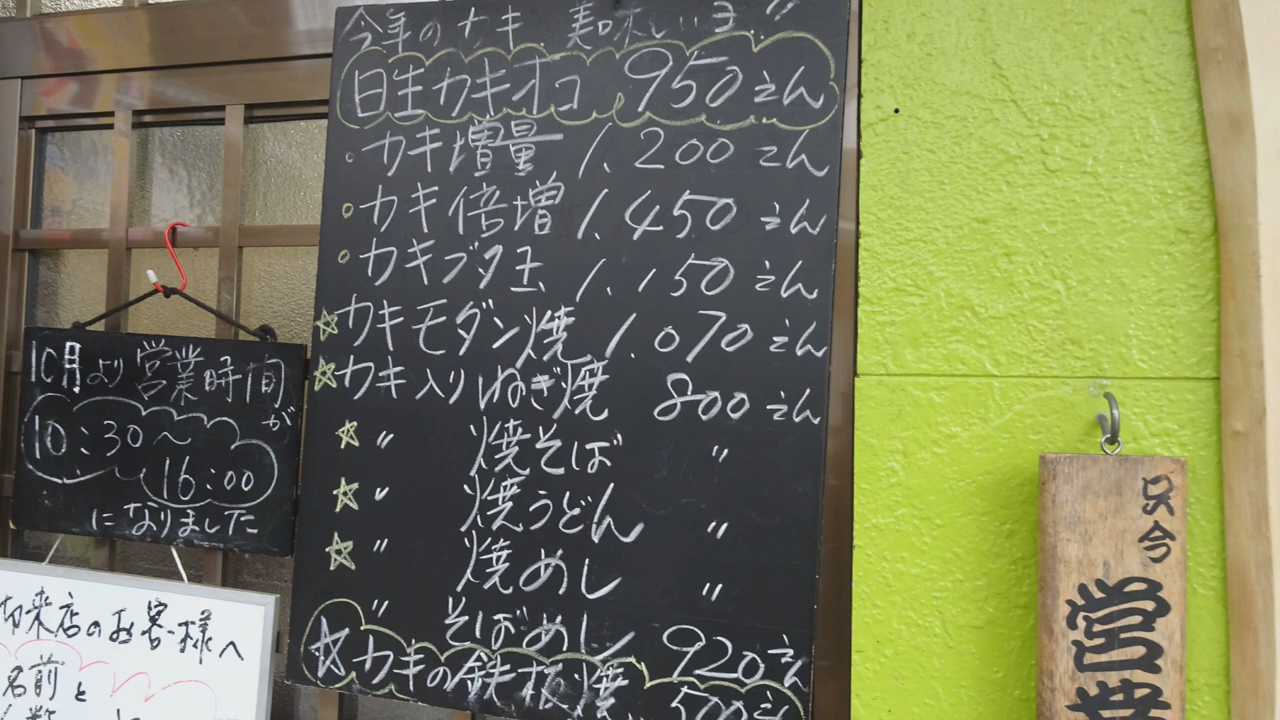 今年のカキ 美味しいヨ!!
日生カキオコ 950えん
。カキ増量 1.200えん
。カキ倍増 1.450えん
。カキブタ玉 1.150えん
☆カキモダン焼 1.070えん
☆カキ入りねぎ焼 800えん
☆ 〃 焼そば 〃
☆ 〃 焼うどん 〃
☆ 〃 焼めし 〃
〃 そばめし 920えん
☆カキの鉄板焼 500えん
10月より営業時間が
10:30〜
16:00
になりました
来店のお客様へ
名前と
只今
営